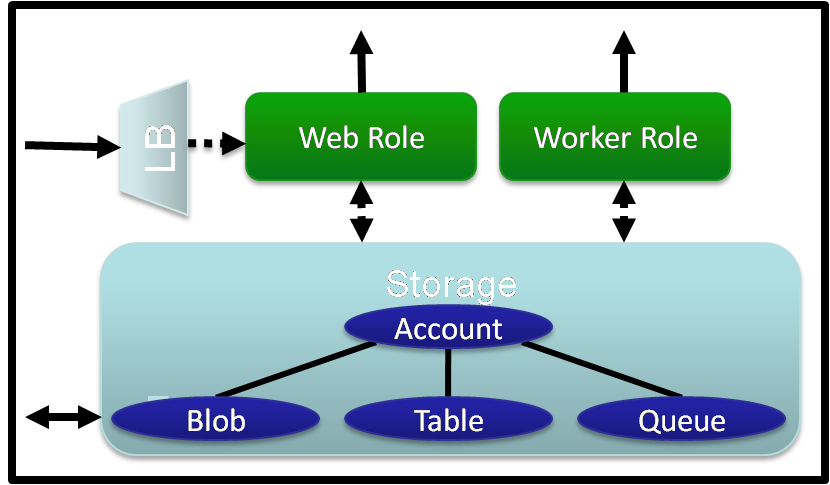 LB
Web Role
Worker Role
Storage
Account
Blob
Table
Queue